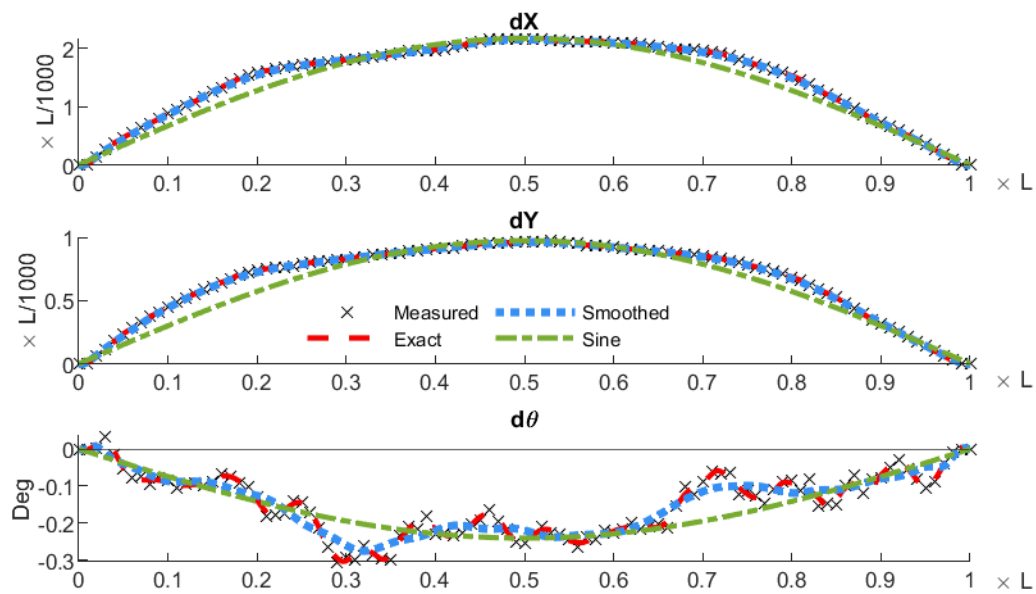 dX
× L/1000
2
1
0
0 0.1 0.2 0.3 0.4 0.5 0.6 0.7 0.8 0.9 1 × L
dY
× L/1000
1
0.5
0
× Measured Smoothed
Exact Sine
0 0.1 0.2 0.3 0.4 0.5 0.6 0.7 0.8 0.9 1 × L
dθ
Deg
0
-0.1
-0.2
-0.3
0 0.1 0.2 0.3 0.4 0.5 0.6 0.7 0.8 0.9 1 × L